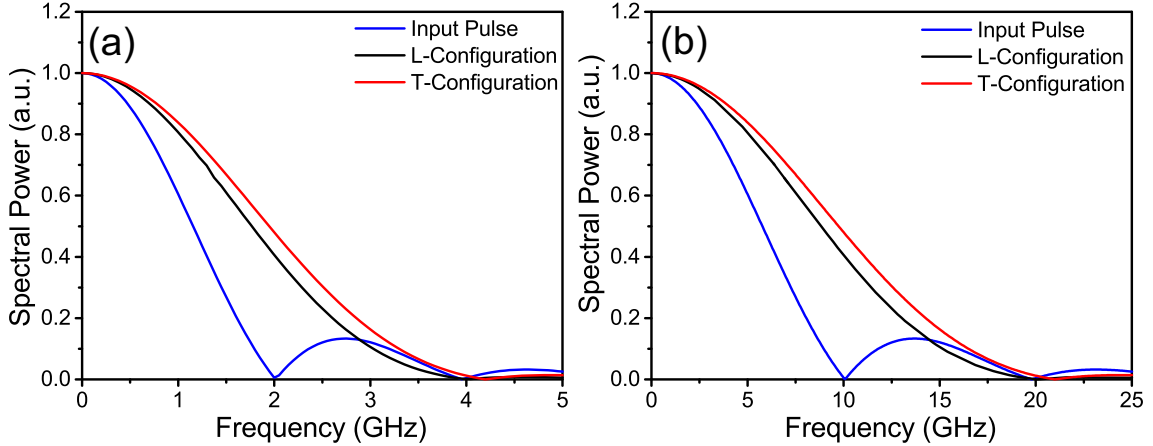 (a)
Input Pulse
L-Configuration
T-Configuration
Spectral Power (a.u.)
1.2
1.0
0.8
0.6
0.4
0.2
0.0
0 1 2 3 4 5
Frequency (GHz)
(b)
Input Pulse
L-Configuration
T-Configuration
Spectral Power (a.u.)
1.2
1.0
0.8
0.6
0.4
0.2
0.0
0 5 10 15 20 25
Frequency (GHz)